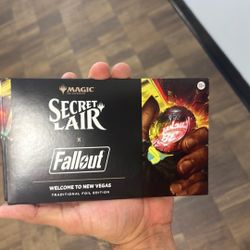 MAGIC
SECRET
LAIR
X
Fallout
WELCOME TO NEW VEGAS
TRADITIONAL FOIL EDITION